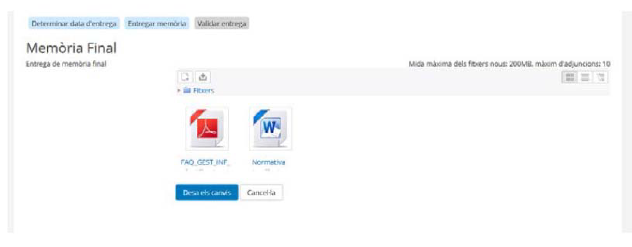 Determinar data d'entrega Entregar memòria Validar entrega
Memòria Final
Entrega de memòria final Mida màxima dels fitxers nous: 200MB, màxim d'adjuncions: 10
Fitxers
FAQ_GEST_INF_ Normativa
Desa els canvis Cancel·la